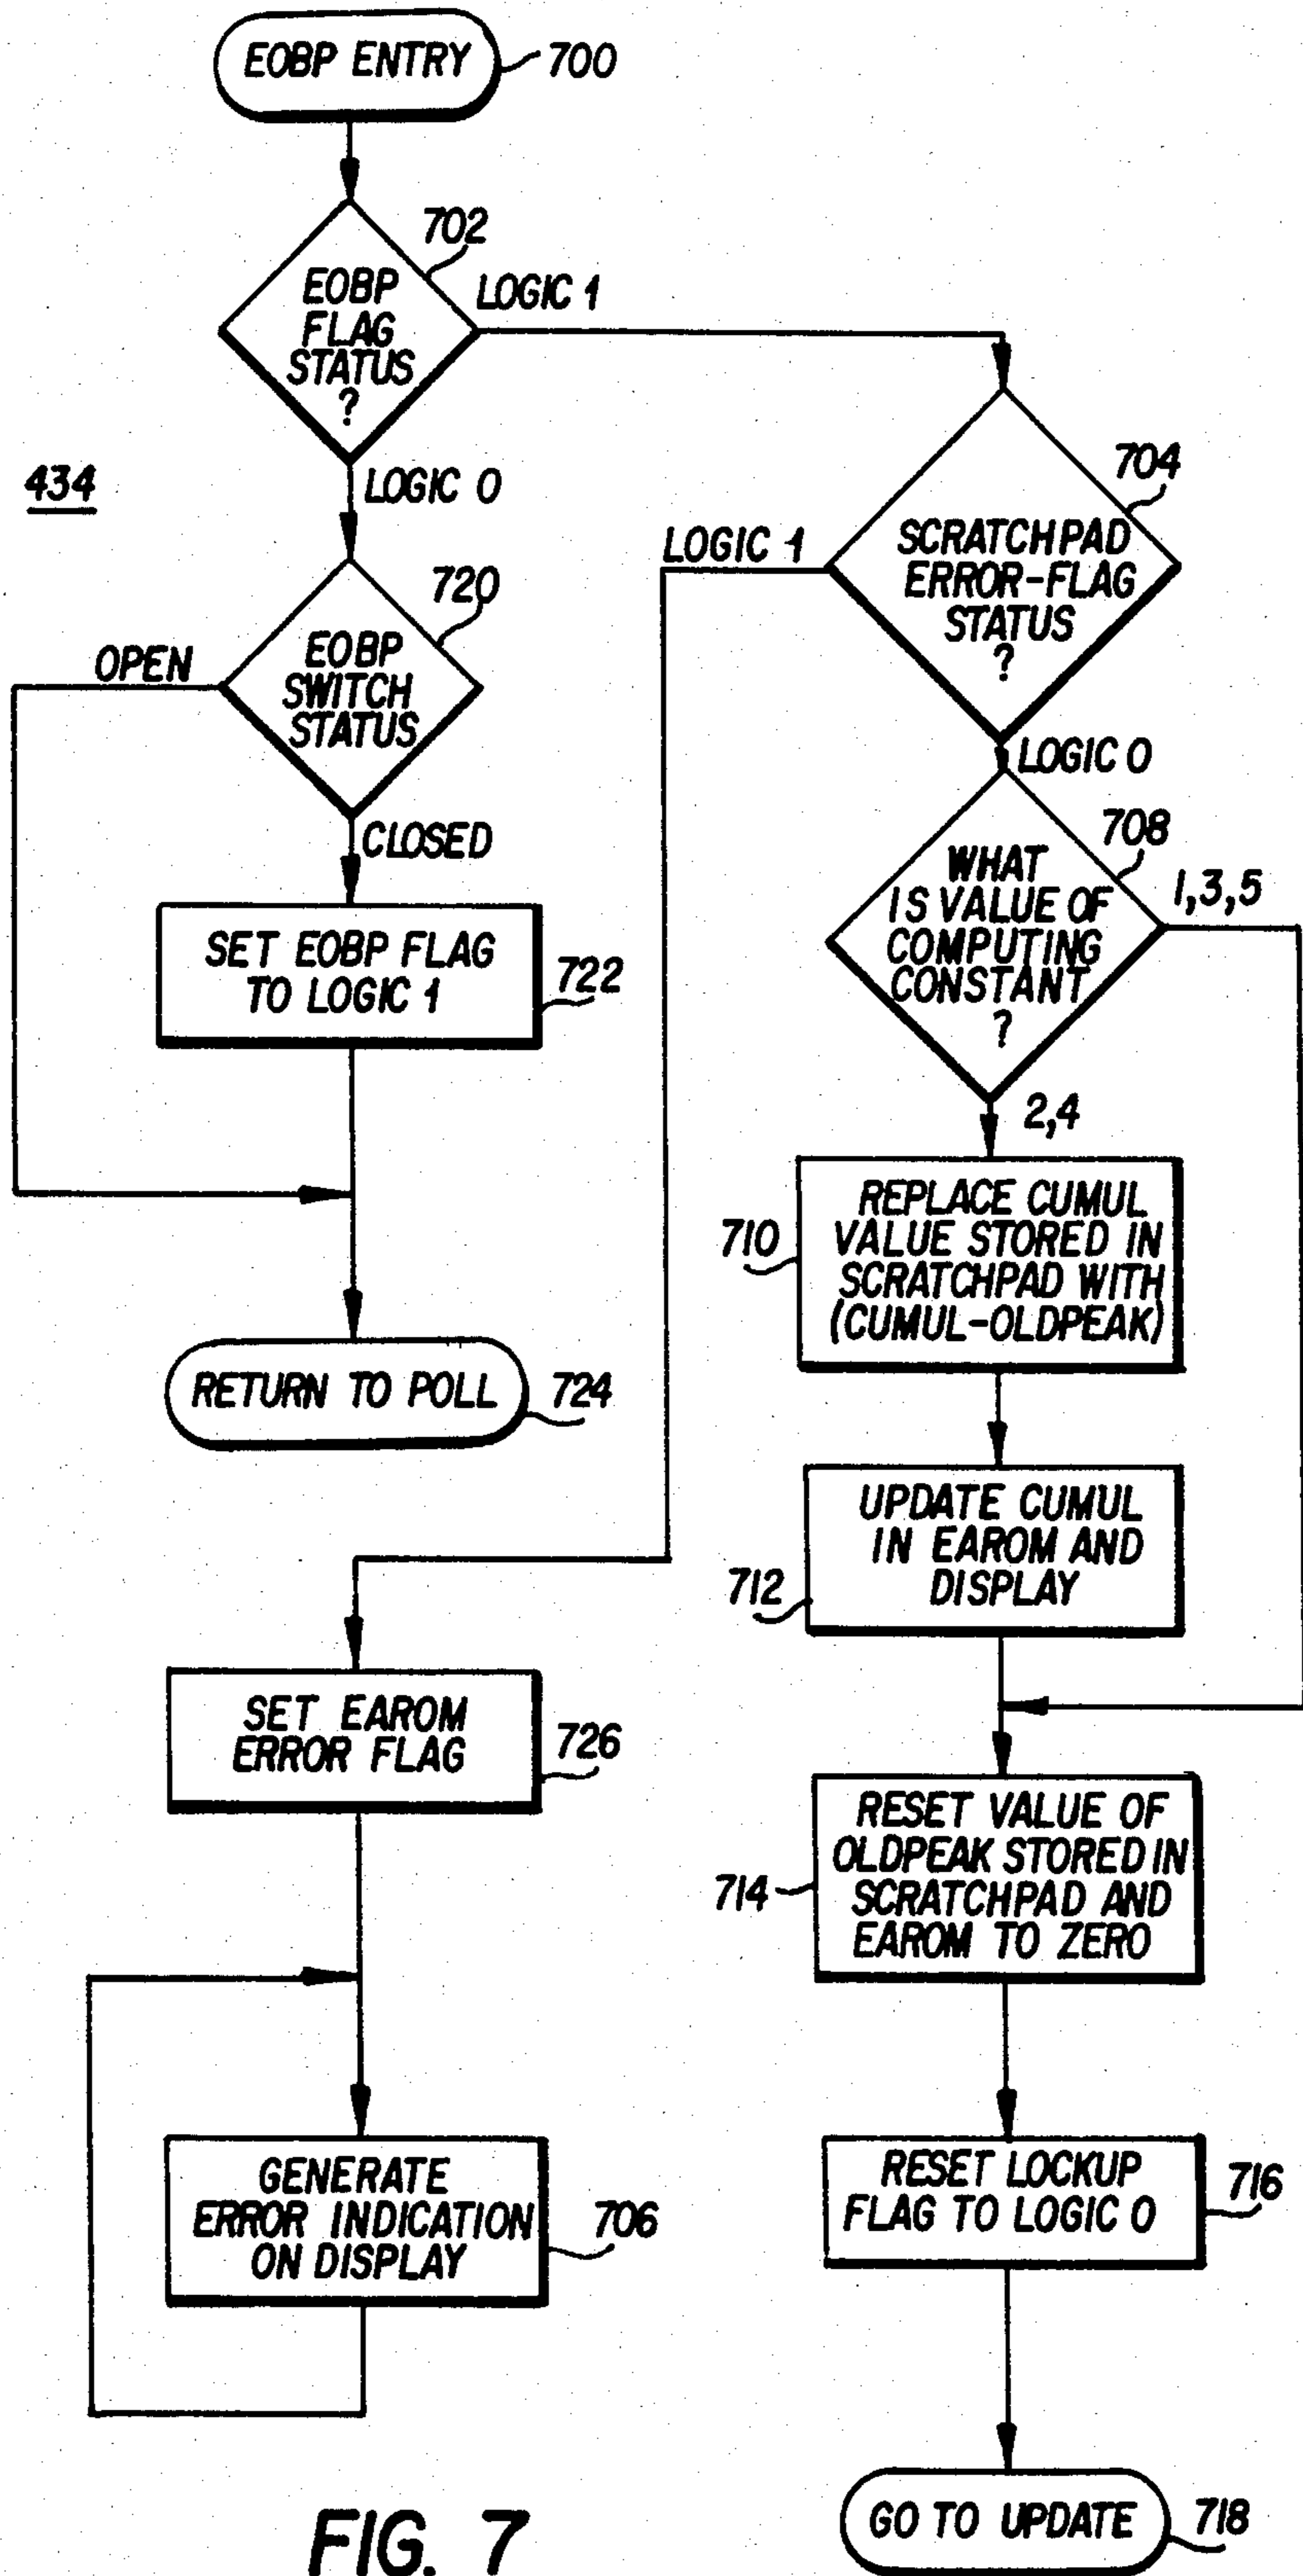 EOBP ENTRY
700
702
EOBP
FLAG
STATUS
?
LOGIC 1
434
LOGIC 0
704
SCRATCHPAD
ERROR-FLAG
STATUS
?
LOGIC 1
720
EOBP
SWITCH
STATUS
OPEN
LOGIC 0
CLOSED
708
WHAT
IS VALUE OF
COMPUTING
CONSTANT
?
1,3,5
SET EOBP FLAG
TO LOGIC 1
722
2,4
710
REPLACE CUMUL
VALUE STORED IN
SCRATCHPAD WITH
(CUMUL-OLDPEAK)
RETURN TO POLL
724
712
UPDATE CUMUL
IN EAROM AND
DISPLAY
SET EAROM
ERROR FLAG
726
714
RESET VALUE OF
OLDPEAK STORED IN
SCRATCHPAD AND
EAROM TO ZERO
GENERATE
ERROR INDICATION
ON DISPLAY
706
RESET LOCKUP
FLAG TO LOGIC 0
716
GO TO UPDATE
718
FIG. 7